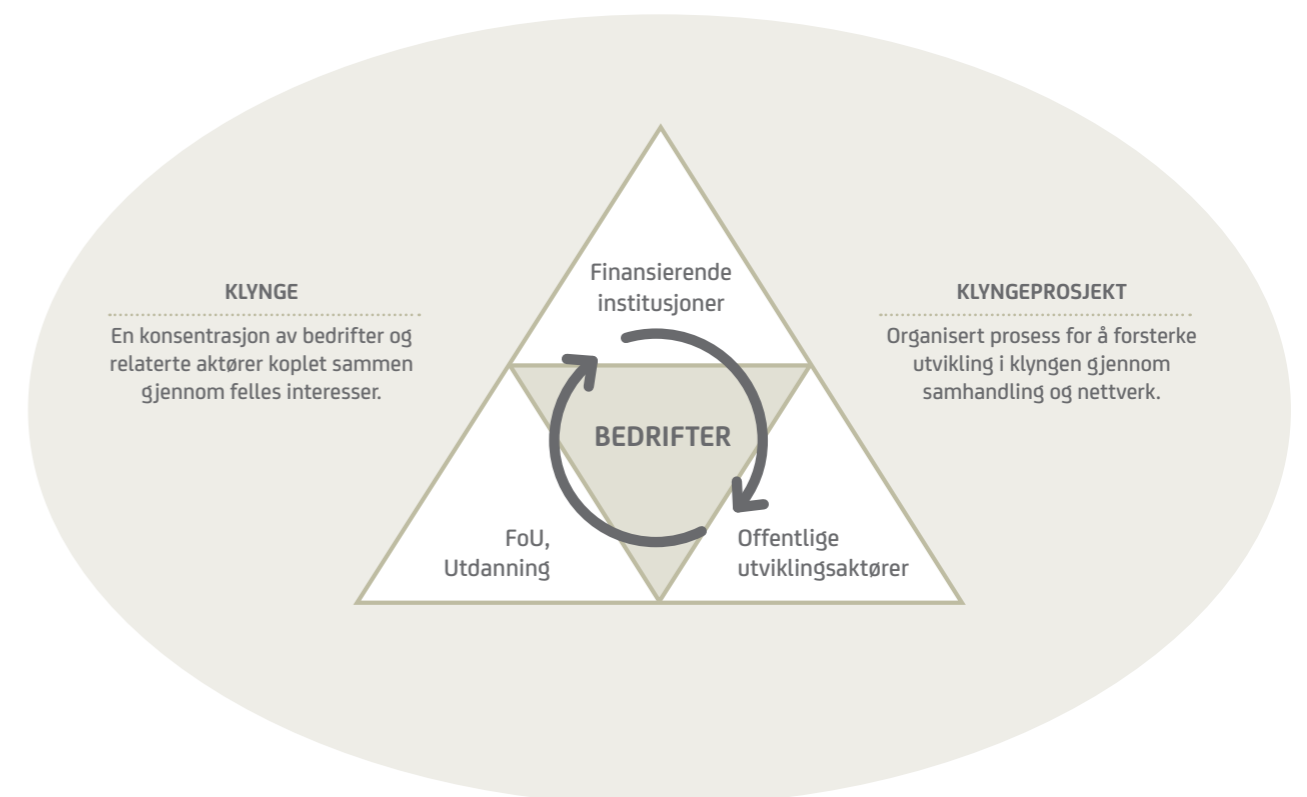 KLYNGE
En konsentrasjon av bedrifter og
relaterte aktører koplet sammen
gjennom felles interesser.
Finansierende
institusjoner
BEDRIFTER
FoU,
Utdanning
Offentlige
utviklingsaktører
KLYNGEPROSJEKT
Organisert prosess for å forsterke
utvikling i klyngen gjennom
samhandling og nettverk.